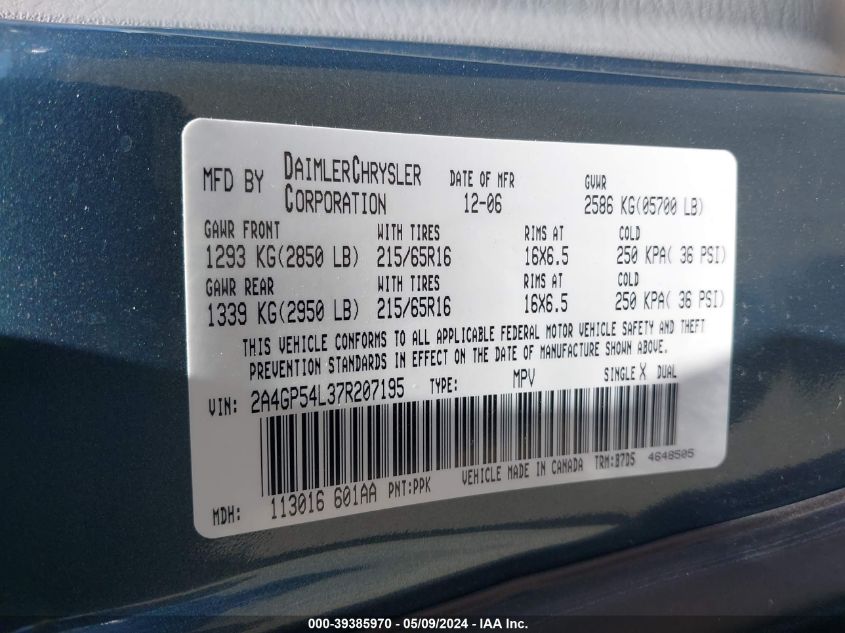 MFD BY DAIMLERCHRYSLER CORPORATION DATE OF MFR 12-06 GVWR 2586 KG(05700 LB)
GAWR FRONT WITH TIRES RIMS AT COLD
1293 KG(2850 LB) 215/65R16 16X6.5 250 KPA( 36 PSI)
GAWR REAR WITH TIRES RIMS AT COLD
1339 KG(2950 LB) 215/65R16 16X6.5 250 KPA( 36 PSI)
THIS VEHICLE CONFORMS TO ALL APPLICABLE FEDERAL MOTOR VEHICLE SAFETY AND THEFT
PREVENTION STANDARDS IN EFFECT ON THE DATE OF MANUFACTURE SHOWN ABOVE.
VIN: 2A4GP54L37R207195 TYPE: MPV SINGLE X DUAL
MDH: 113016 601AA PNT:PPK VEHICLE MADE IN CANADA TRM:B7D5 4648505
000-39385970 - 05/09/2024 - IAA Inc.